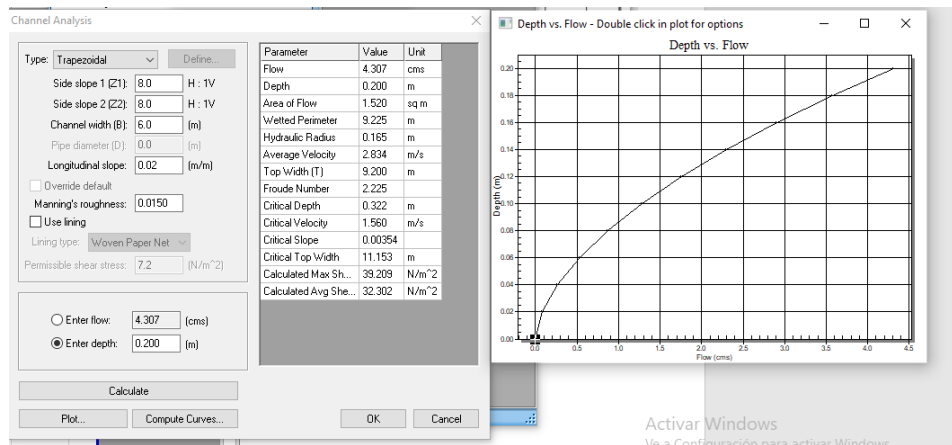 Channel Analysis
Type: Trapezoidal Define...
Side slope 1 (Z1): 8.0 H : 1V
Side slope 2 (Z2): 8.0 H : 1V
Channel width (B): 6.0 (m)
Pipe diameter (D): 0.0 (m)
Longitudinal slope: 0.02 (m/m)
Override default
Manning's roughness: 0.0150
Use lining
Lining type: Woven Paper Net
Permissible shear stress: 7.2 (N/m^2)
Enter flow: 4.307 (cms)
Enter depth: 0.200 (m)
Calculate
Plot... Compute Curves...
Parameter Value Unit
Flow 4.307 cms
Depth 0.200 m
Area of Flow 1.520 sq m
Wetted Perimeter 9.225 m
Hydraulic Radius 0.165 m
Average Velocity 2.834 m/s
Top Width (T) 9.200 m
Froude Number 2.225
Critical Depth 0.322 m
Critical Velocity 1.560 m/s
Critical Slope 0.00354
Critical Top Width 11.153 m
Calculated Max Sh... 39.209 N/m^2
Calculated Avg She... 32.302 N/m^2
OK Cancel
Depth vs. Flow - Double click in plot for options
Depth vs. Flow
Depth (m)
0.20
0.18
0.16
0.14
0.12
0.10
0.08
0.06
0.04
0.02
0.00
0.0 0.5 1.0 1.5 2.0 2.5 3.0 3.5 4.0 4.5
Flow (cms)
Activar Windows
Ve a Configuración para activar Windows